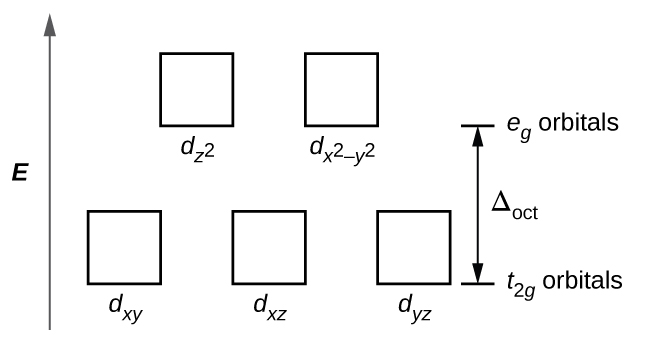 d_z² d_x²–y²
e_g orbitals
E
Δ_oct
d_xy d_xz d_yz
t_2g orbitals